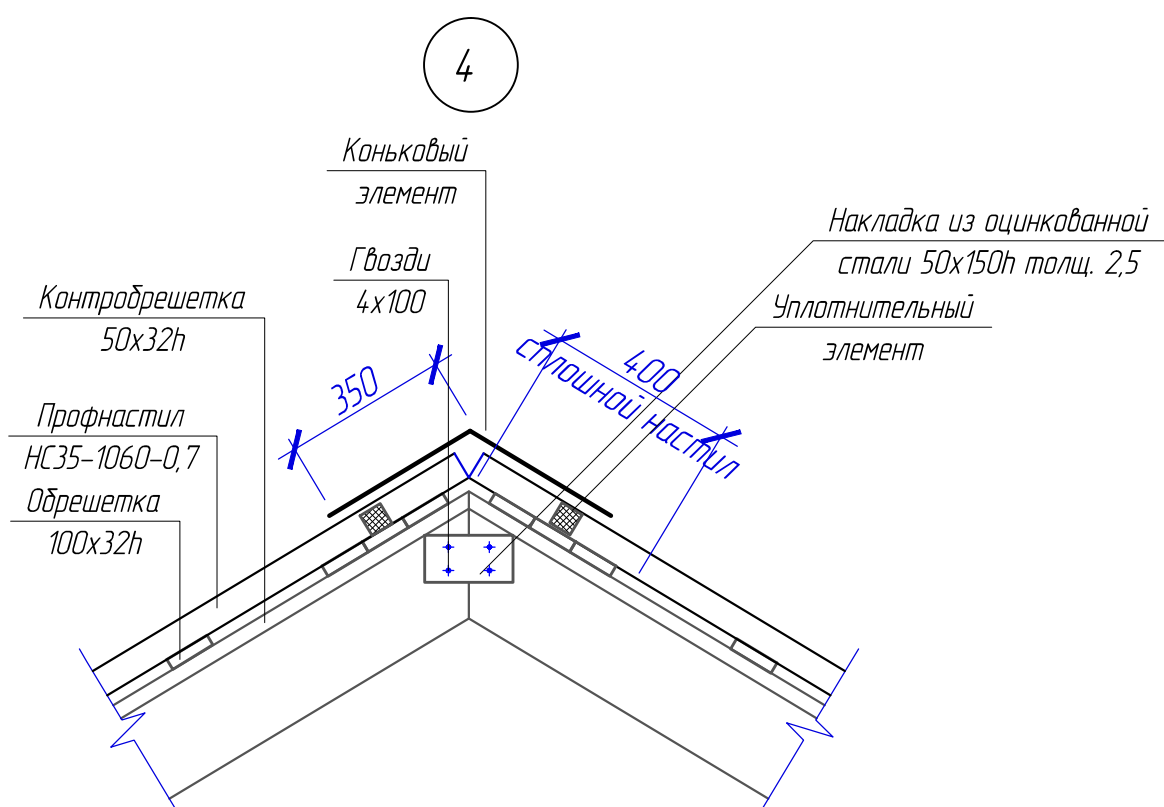 4
Коньковый
элемент
Накладка из оцинкованной
стали 50х150h толщ. 2,5
Гвозди
4х100
Контробрешетка
50х32h
Уплотнительный
элемент
350
400
сплошной настил
Профнастил
НС35-1060-0,7
Обрешетка
100х32h